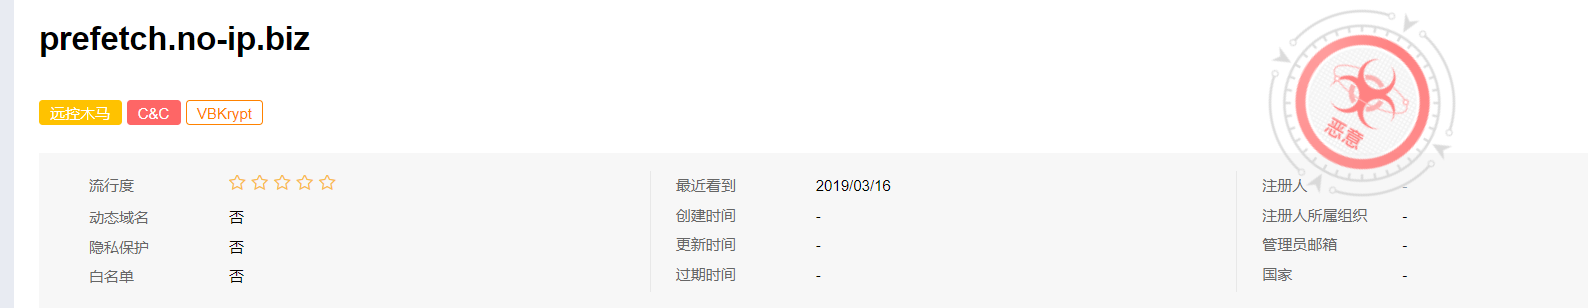 prefetch.no-ip.biz
远控木马 C&C VBKrypt
恶意
流行度 最近看到 2019/03/16 注册人 -
动态域名 否 创建时间 - 注册人所属组织 -
隐私保护 否 更新时间 - 管理员邮箱 -
白名单 否 过期时间 - 国家 -